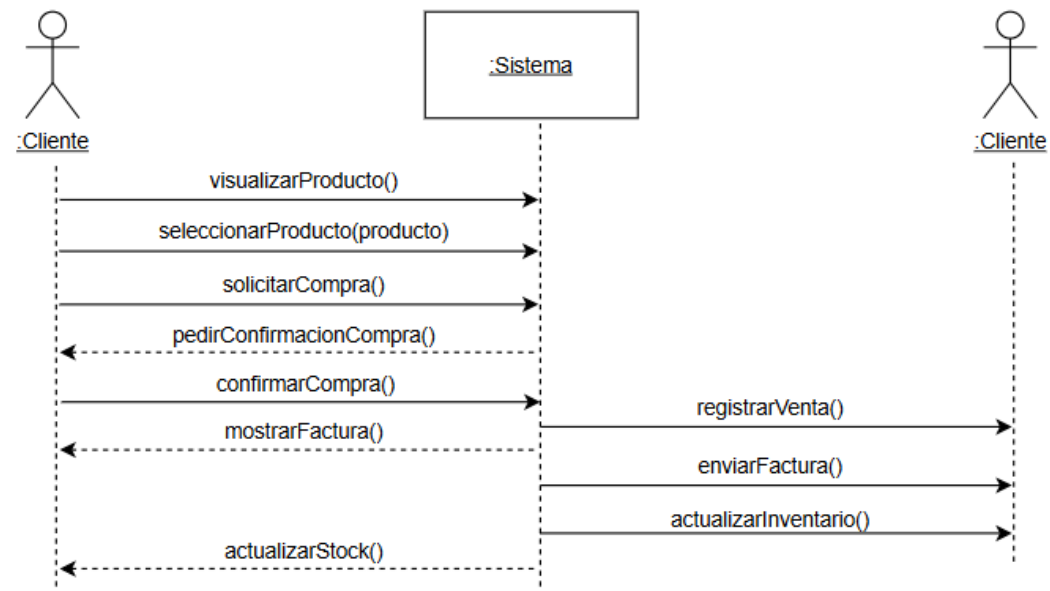 :Sistema
:Cliente
:Cliente
visualizarProducto()
seleccionarProducto(producto)
solicitarCompra()
pedirConfirmacionCompra()
confirmarCompra()
registrarVenta()
mostrarFactura()
enviarFactura()
actualizarInventario()
actualizarStock()